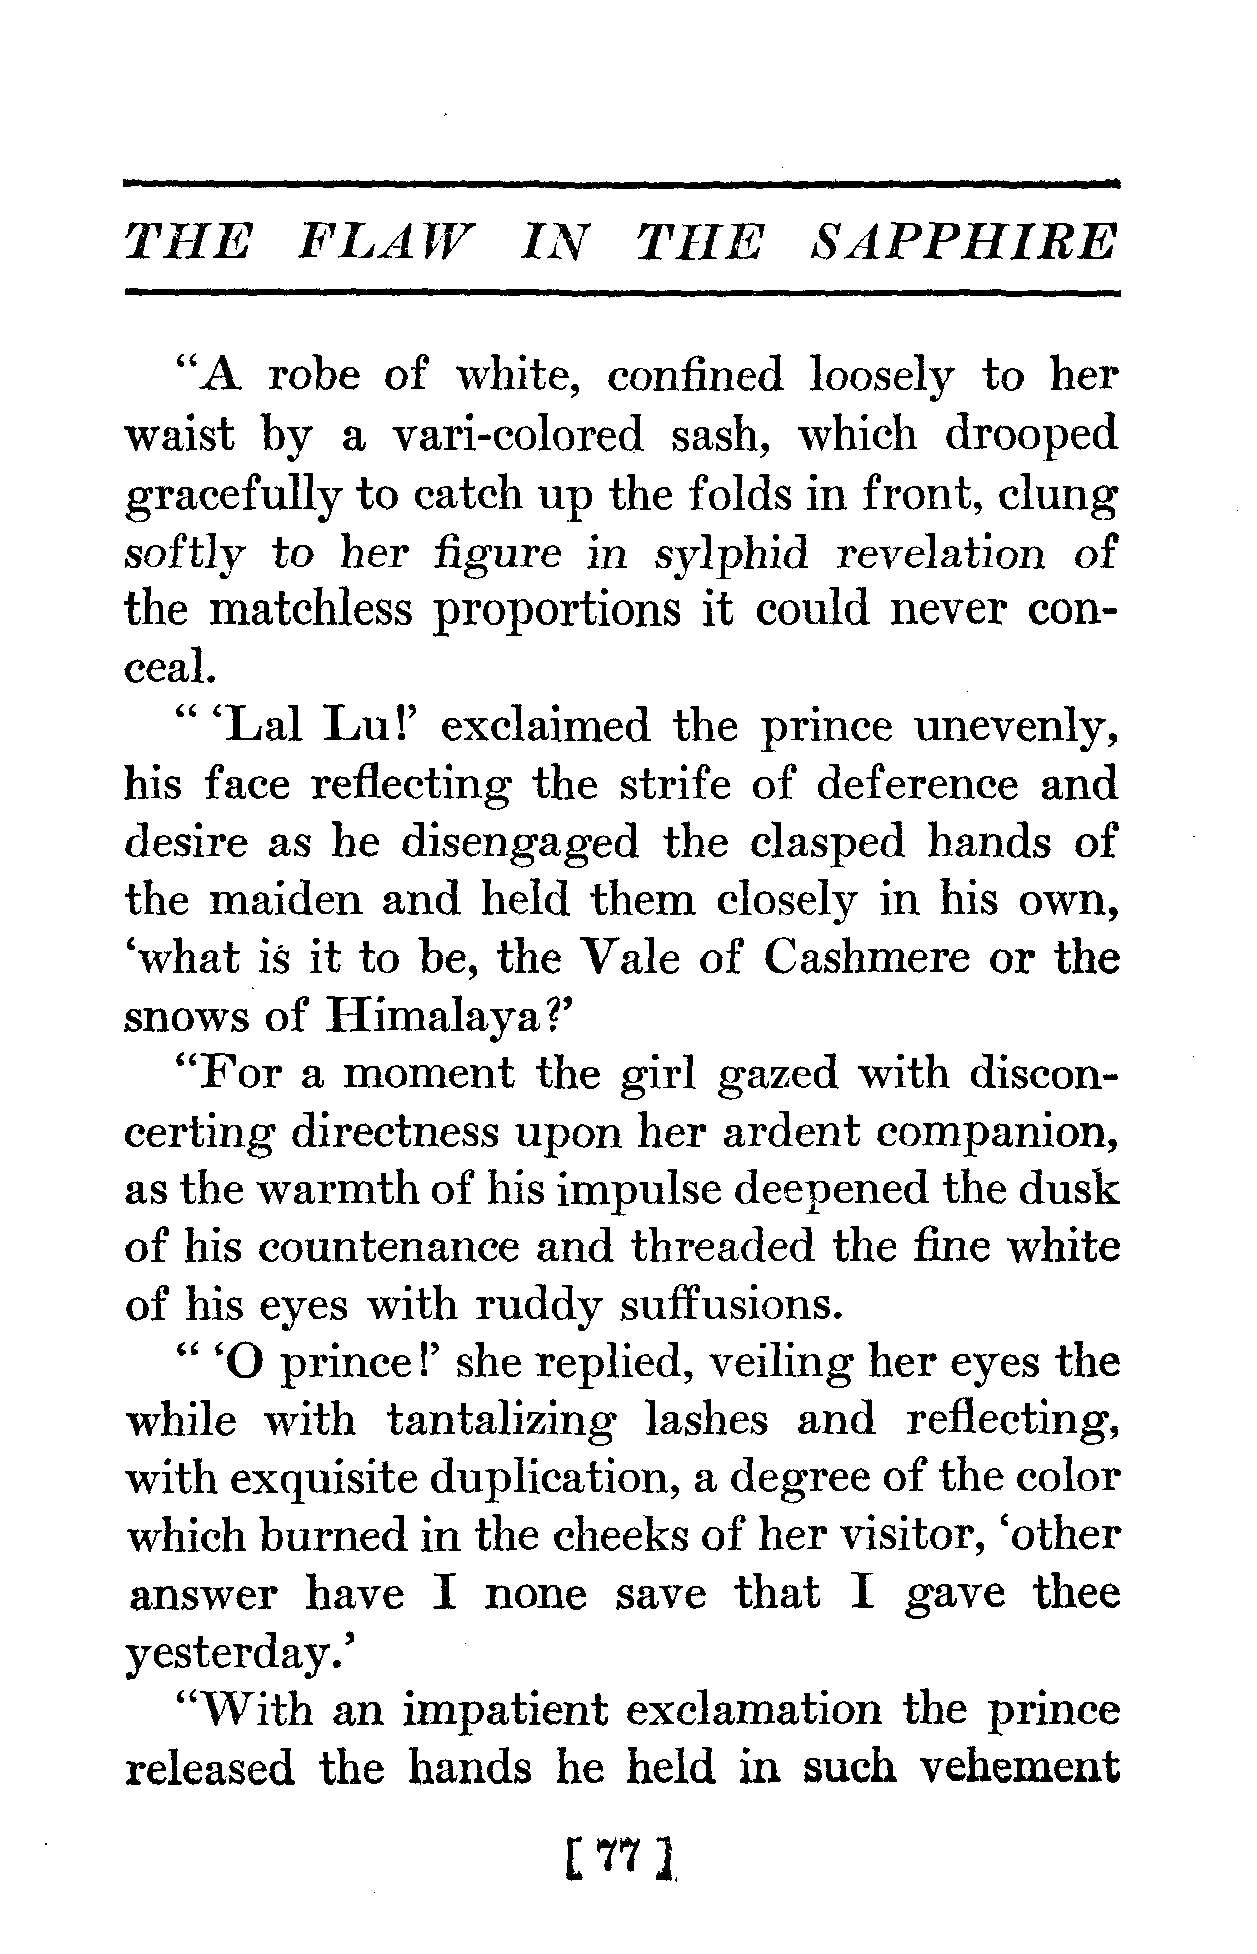 THE FLAW IN THE SAPPHIRE
“A robe of white, confined loosely to her
waist by a vari-colored sash, which drooped
gracefully to catch up the folds in front, clung
softly to her figure in sylphid revelation of
the matchless proportions it could never con-
ceal.
“ ‘Lal Lu!’ exclaimed the prince unevenly,
his face reflecting the strife of deference and
desire as he disengaged the clasped hands of
the maiden and held them closely in his own,
‘what is it to be, the Vale of Cashmere or the
snows of Himalaya?’
“For a moment the girl gazed with discon-
certing directness upon her ardent companion,
as the warmth of his impulse deepened the dusk
of his countenance and threaded the fine white
of his eyes with ruddy suffusions.
“ ‘O prince!’ she replied, veiling her eyes the
while with tantalizing lashes and reflecting,
with exquisite duplication, a degree of the color
which burned in the cheeks of her visitor, ‘other
answer have I none save that I gave thee
yesterday.’
“With an impatient exclamation the prince
released the hands he held in such vehement
[ 77 ]